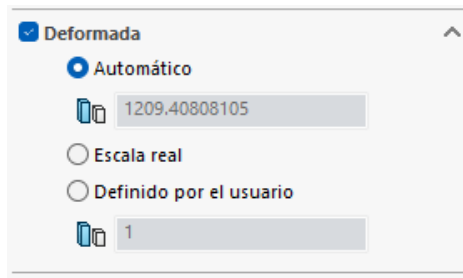 Deformada
Automático
1209.40808105
Escala real
Definido por el usuario
1